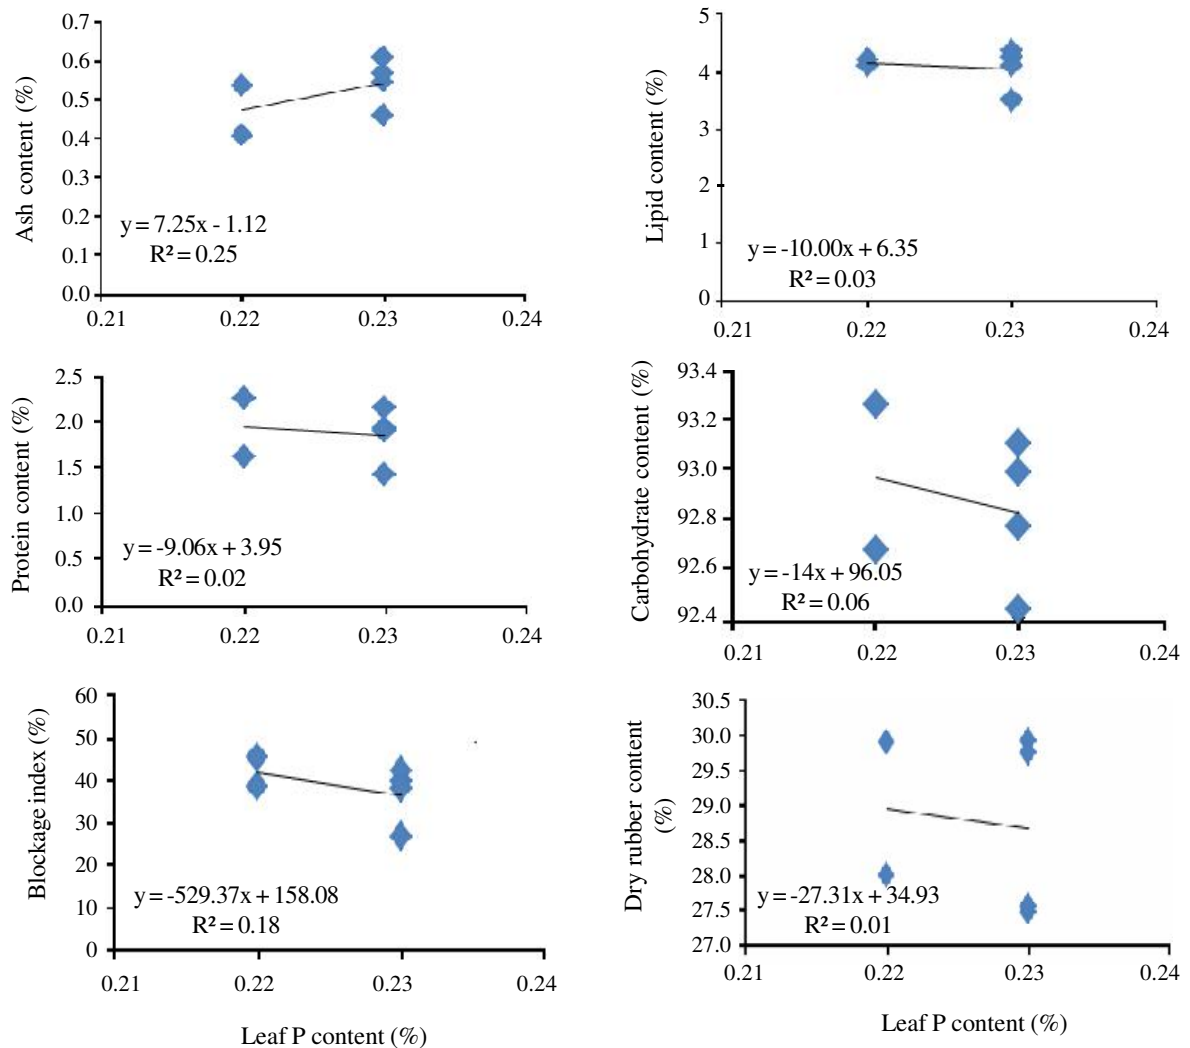 Ash content (%)
0.7
0.6
0.5
0.4
0.3
0.2
0.1
0.0
y = 7.25x - 1.12
R² = 0.25
0.21 0.22 0.23 0.24
Lipid content (%)
5
4
3
2
1
0
y = -10.00x + 6.35
R² = 0.03
0.21 0.22 0.23 0.24
Protein content (%)
2.5
2.0
1.5
1.0
0.5
0.0
y = -9.06x + 3.95
R² = 0.02
0.21 0.22 0.23 0.24
Carbohydrate content (%)
93.4
93.2
93.0
92.8
92.6
92.4
y = -14x + 96.05
R² = 0.06
0.21 0.22 0.23 0.24
Blockage index (%)
60
50
40
30
20
10
0
y = -529.37x + 158.08
R² = 0.18
0.21 0.22 0.23 0.24
Leaf P content (%)
Dry rubber content
(%)
30.5
30.0
29.5
29.0
28.5
28.0
27.5
27.0
y = -27.31x + 34.93
R² = 0.01
0.21 0.22 0.23 0.24
Leaf P content (%)